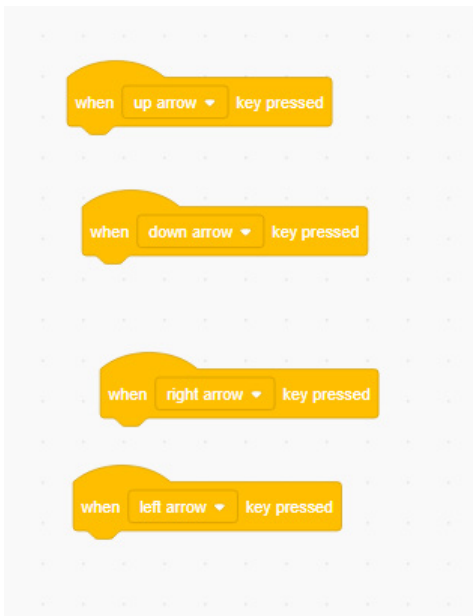 when up arrow key pressed
when down arrow key pressed
when right arrow key pressed
when left arrow key pressed